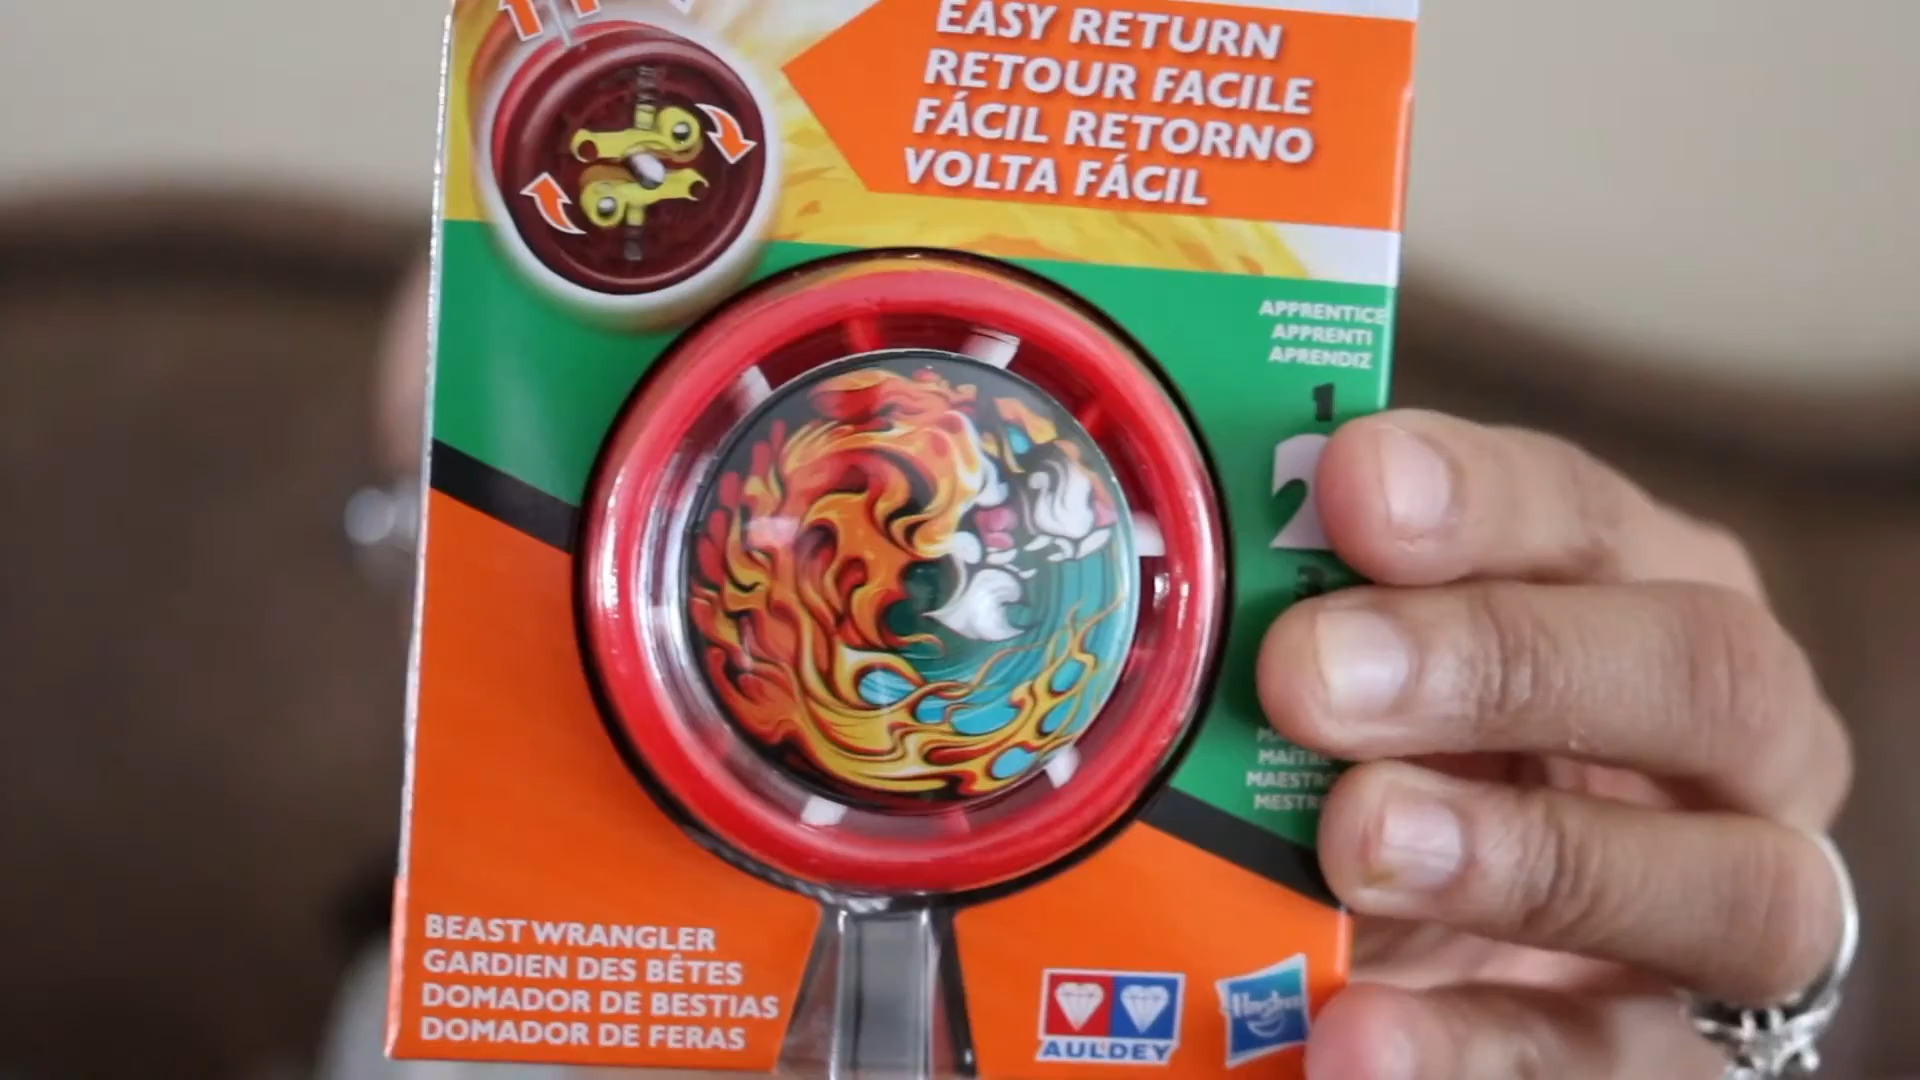 EASY RETURN
RETOUR FACILE
FÁCIL RETORNO
VOLTA FÁCIL
APPRENTICE
APPRENTI
APRENDIZ
1
2
3
MAÎTRE
MAESTRO
MESTRE
BEAST WRANGLER
GARDIEN DES BÊTES
DOMADOR DE BESTIAS
DOMADOR DE FERAS
AULDEY
Hasbro